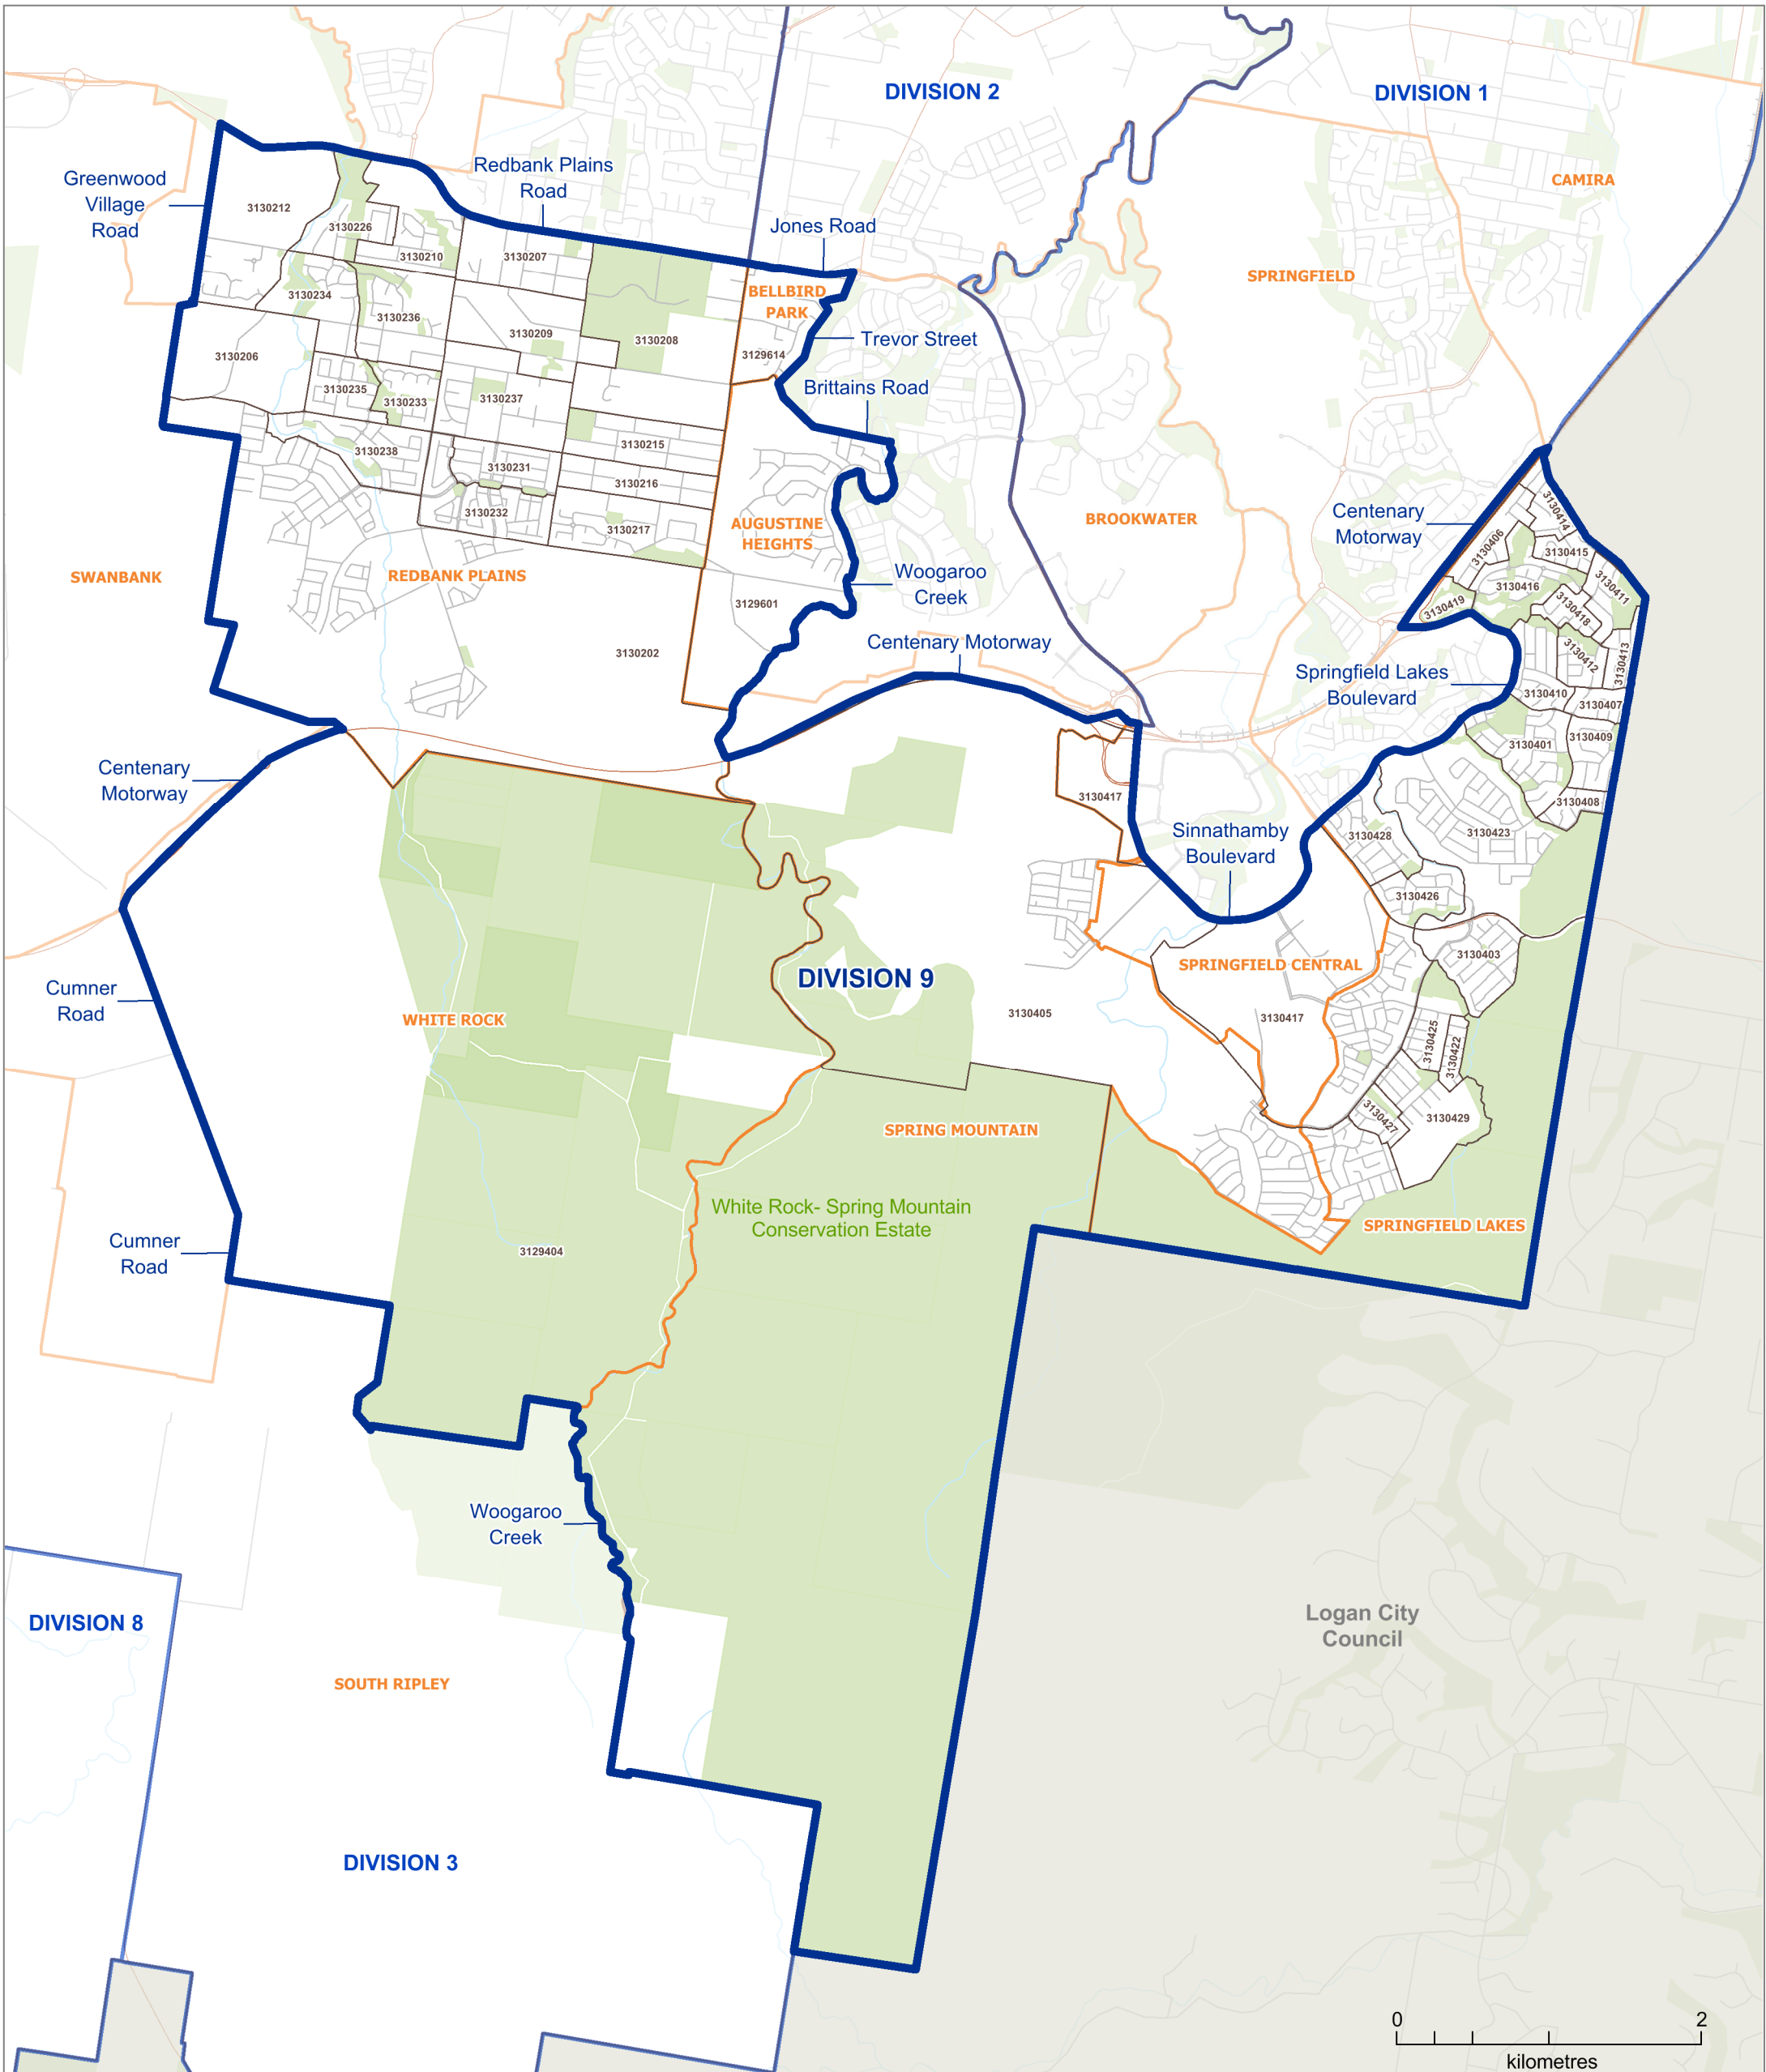 DIVISION 2
DIVISION 1
CAMIRA
SPRINGFIELD
Greenwood
Village
Road
Redbank Plains
Road
Jones Road
BELLBIRD
PARK
Trevor Street
Brittains Road
3130212
3130226
3130210
3130207
3130234
3130236
3130209
3130208
3129614
3130206
3130235
3130233
3130237
3130215
3130238
3130231
3130216
3130232
3130217
AUGUSTINE
HEIGHTS
BROOKWATER
Centenary
Motorway
3130414
3130406
3130415
3130416
3130411
3130419
3130418
3130412
3130413
SWANBANK
REDBANK PLAINS
Woogaroo
Creek
3129601
3130202
Centenary Motorway
Springfield Lakes
Boulevard
3130410
3130407
3130401
3130409
3130408
Centenary
Motorway
3130417
Sinnathamby
Boulevard
3130428
3130423
3130426
3130403
DIVISION 9
SPRINGFIELD CENTRAL
Cumner
Road
WHITE ROCK
3130405
3130417
3130425
3130422
3130427
3130429
SPRING MOUNTAIN
White Rock- Spring Mountain
Conservation Estate
SPRINGFIELD LAKES
Cumner
Road
3129404
Woogaroo
Creek
DIVISION 8
Logan City
Council
SOUTH RIPLEY
DIVISION 3
0 2
kilometres